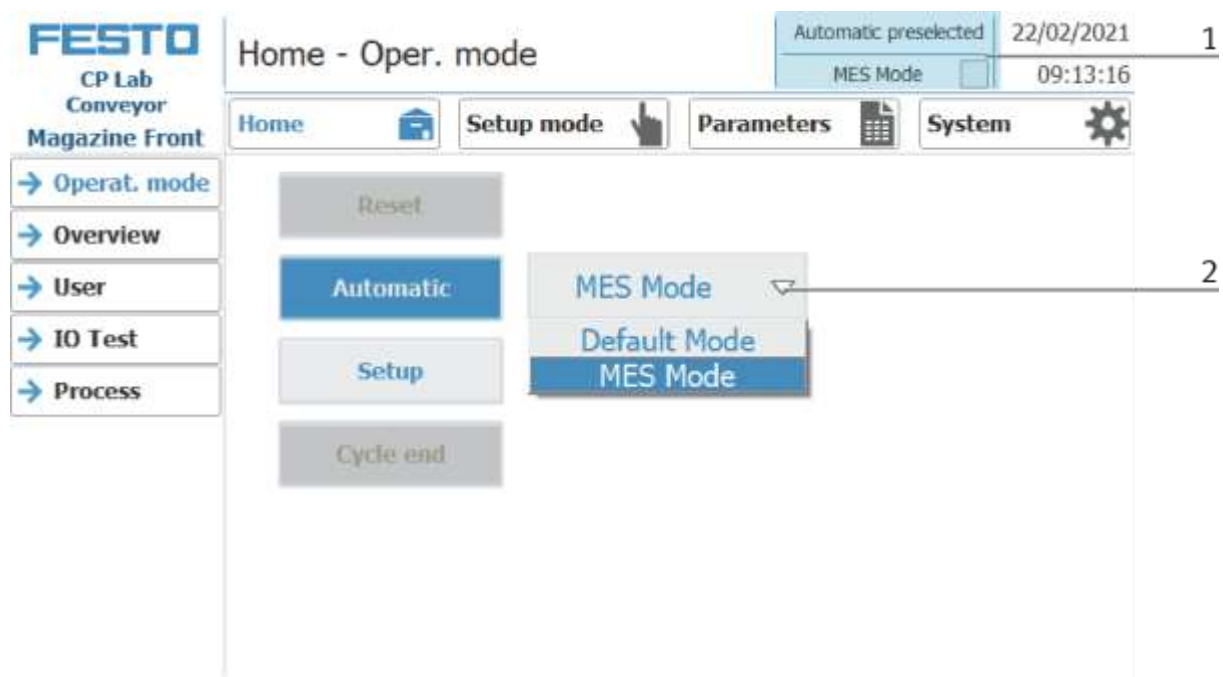 FESTO
CP Lab
Conveyor
Magazine Front
Home - Oper. mode
Automatic preselected
MES Mode
22/02/2021
09:13:16
1
Home
Setup mode
Parameters
System
Operat. mode
Overview
User
IO Test
Process
Reset
Automatic
MES Mode
2
Default Mode
MES Mode
Setup
Cycle end